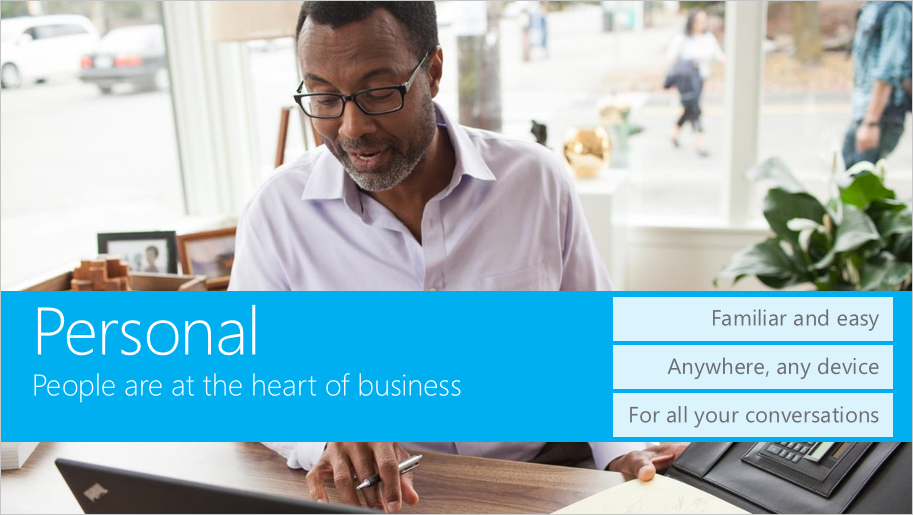 Personal
People are at the heart of business
Familiar and easy
Anywhere, any device
For all your conversations